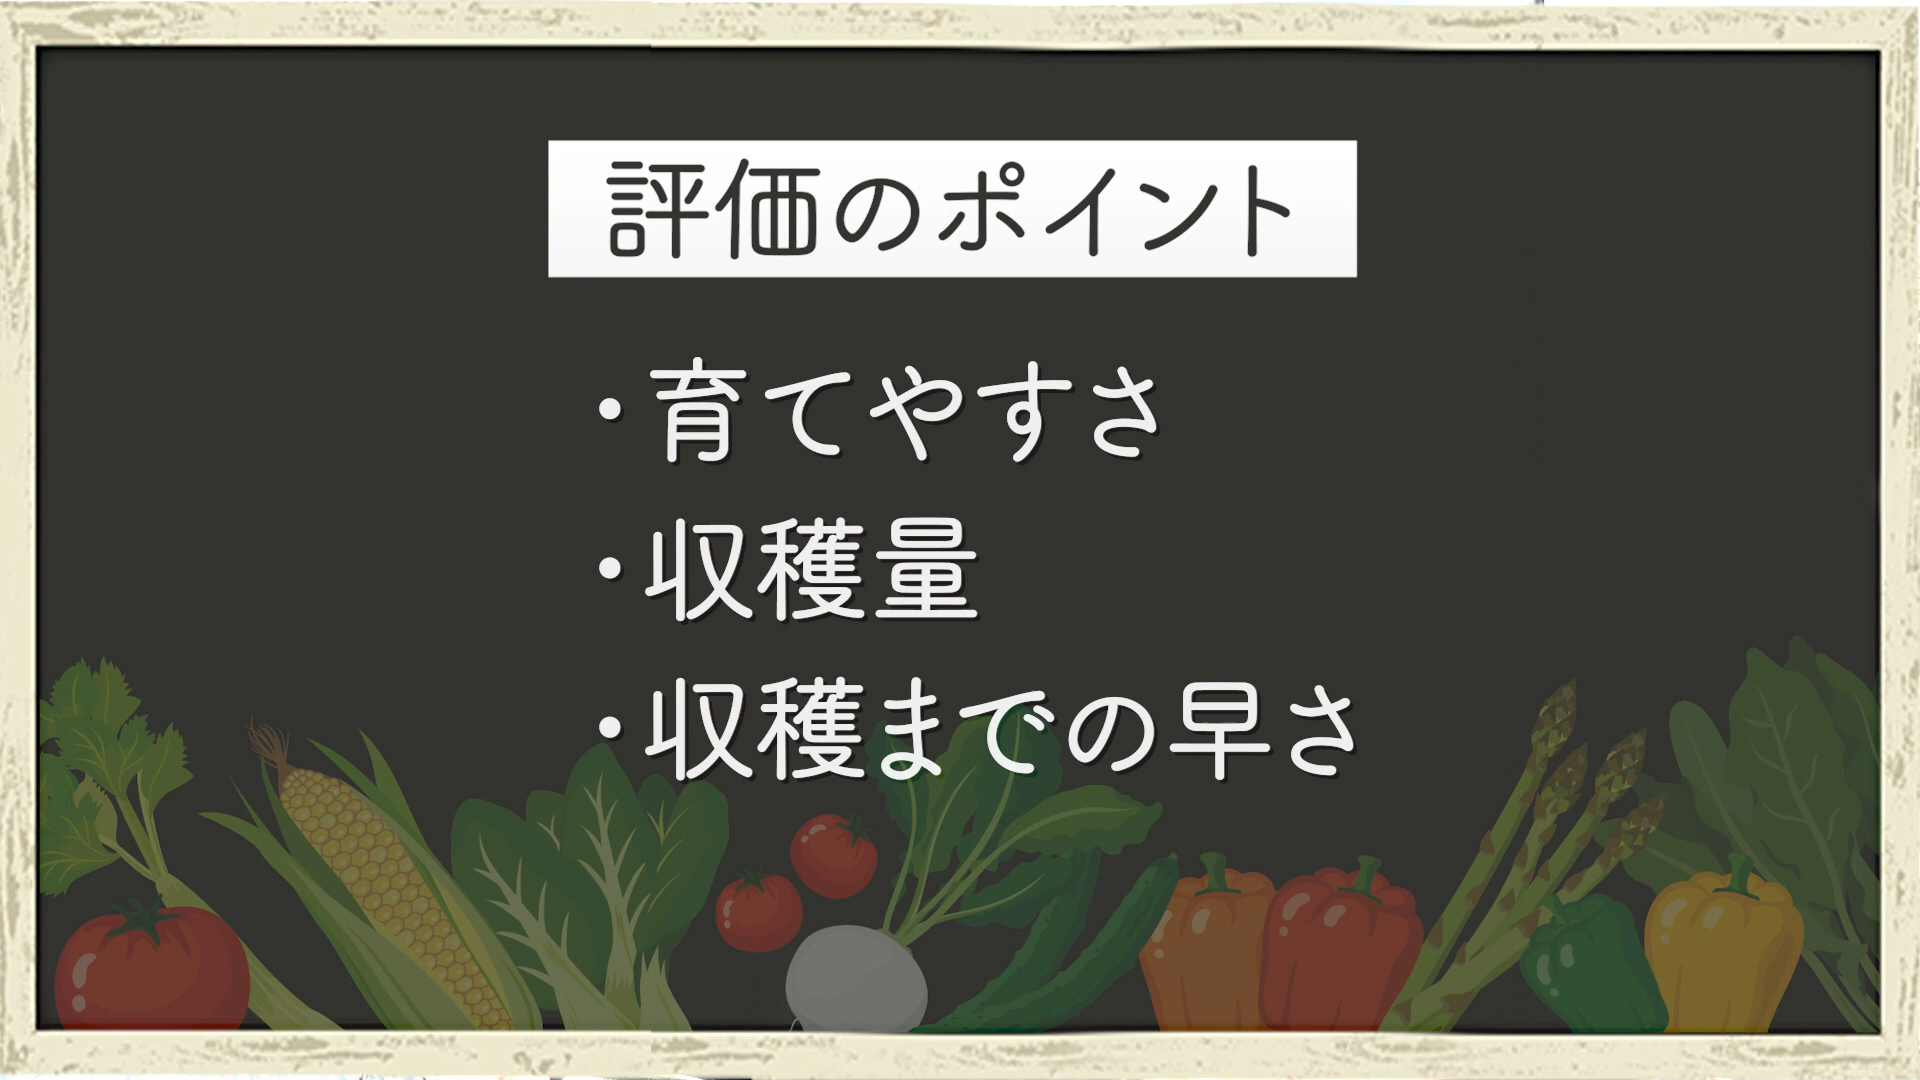 評価のポイント
・育てやすさ
・収穫量
・収穫までの早さ